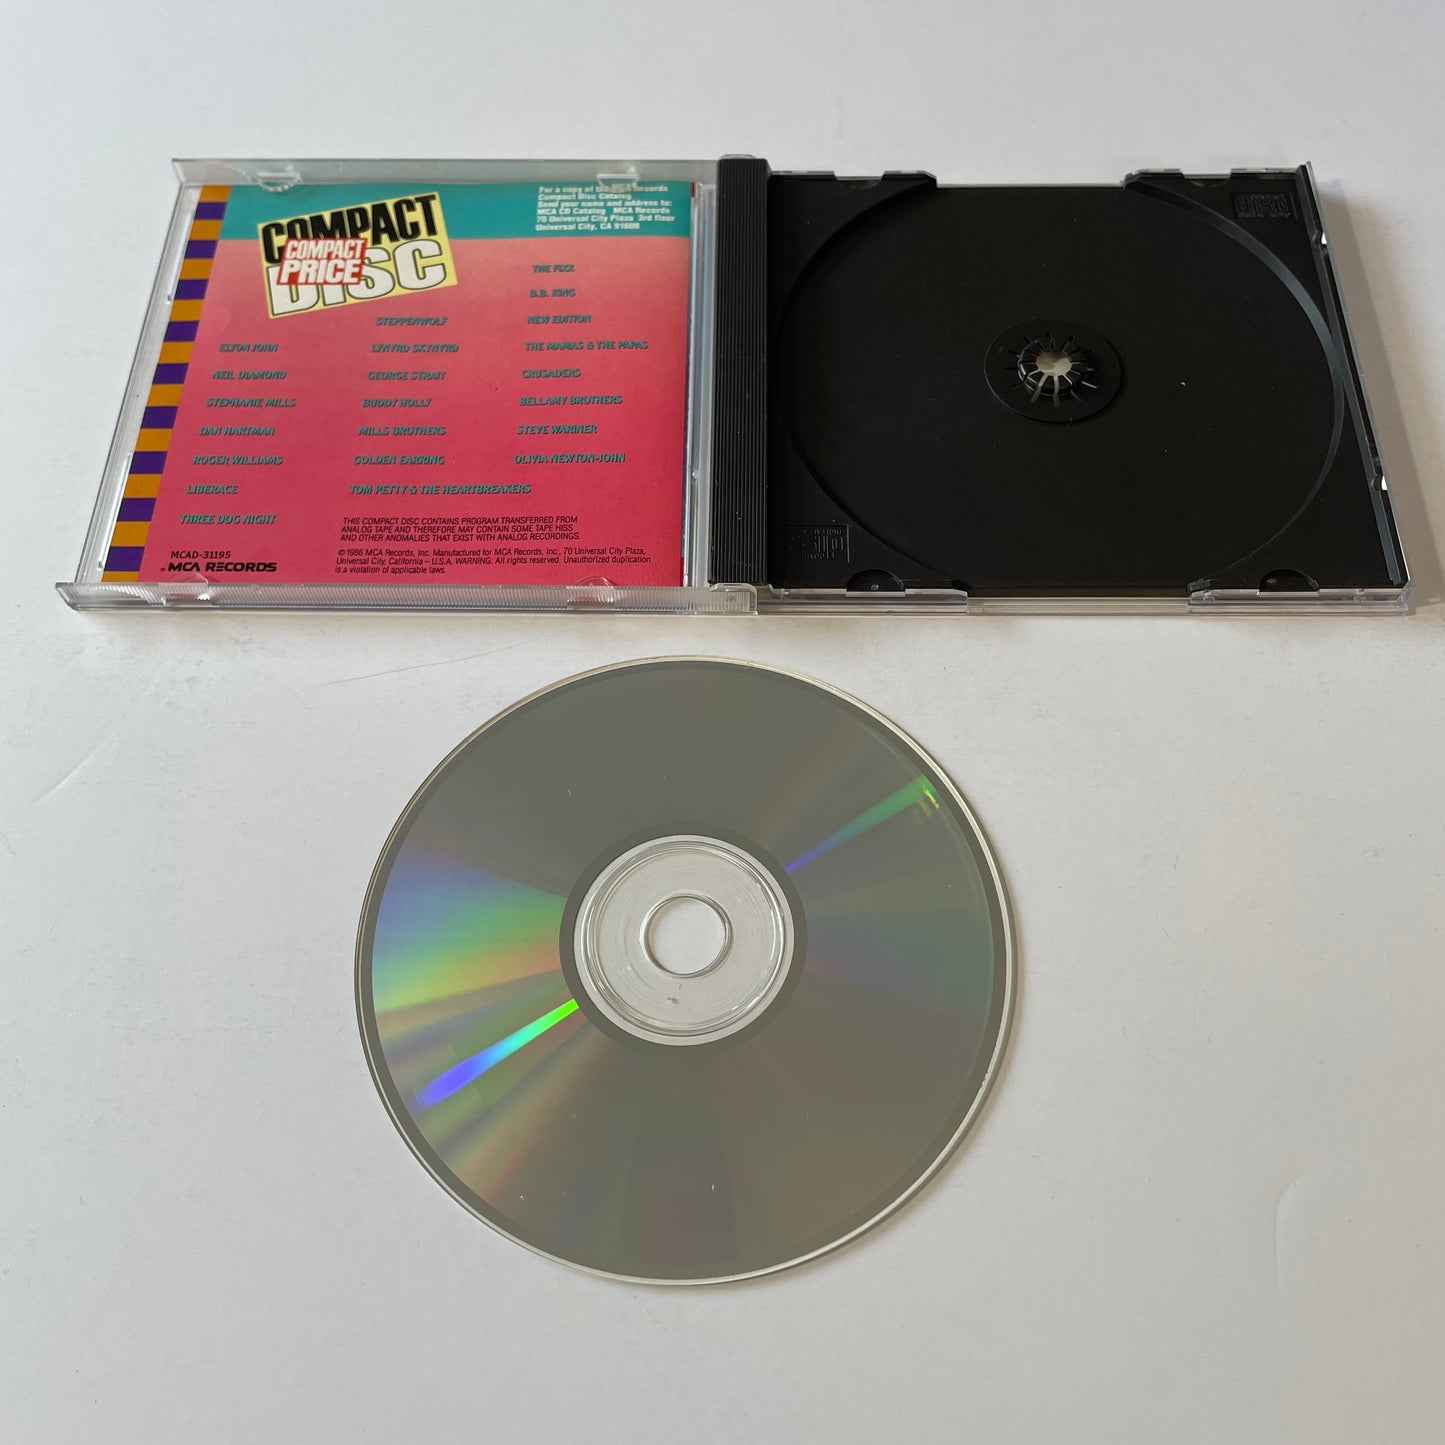 COMPACT
COMPACT
PRICE
DISC
For a copy of the MCA Records
Compact Disc Catalog
Send your name and address to:
MCA CD Catalog MCA Records
70 Universal City Plaza 3rd floor
Universal City, CA 91608
ELTON JOHN
NEIL DIAMOND
STEPHANIE MILLS
DAN HARTMAN
ROGER WILLIAMS
LIBERACE
THREE DOG NIGHT
STEPPENWOLF
LYNYRD SKYNYRD
GEORGE STRAIT
BUDDY HOLLY
MILLS BROTHERS
GOLDEN EARRING
TOM PETTY & THE HEARTBREAKERS
THE FIXX
B.B. KING
NEW EDITION
THE MAMAS & THE PAPAS
CRUSADERS
BELLAMY BROTHERS
STEVE WARINER
OLIVIA NEWTON-JOHN
THIS COMPACT DISC CONTAINS PROGRAM TRANSFERRED FROM
ANALOG TAPE AND THEREFORE MAY CONTAIN SOME TAPE HISS
AND OTHER ANOMALIES THAT EXIST WITH ANALOG RECORDINGS.
©1986 MCA Records, Inc. Manufactured for MCA Records, Inc., 70 Universal City Plaza,
Universal City, California – U.S.A. WARNING: All rights reserved. Unauthorized duplication
is a violation of applicable laws.
MCAD-31195
MCA RECORDS